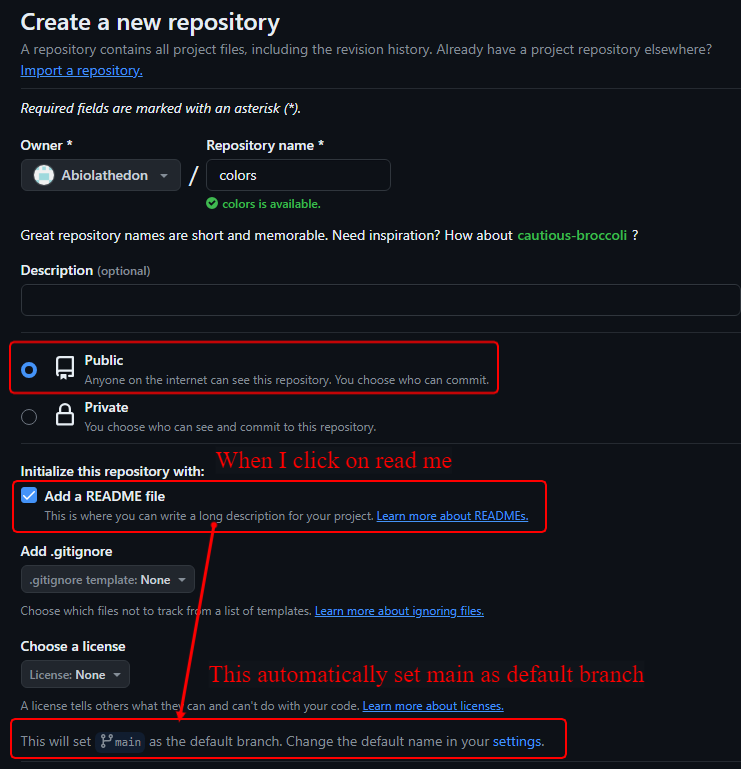 Create a new repository
A repository contains all project files, including the revision history. Already have a project repository elsewhere?
Import a repository.
Required fields are marked with an asterisk (*).
Owner *
Repository name *
Abiolathedon
/
colors
colors is available.
Great repository names are short and memorable. Need inspiration? How about cautious-broccoli ?
Description (optional)
Public
Anyone on the internet can see this repository. You choose who can commit.
Private
You choose who can see and commit to this repository.
When I click on read me
Initialize this repository with:
Add a README file
This is where you can write a long description for your project. Learn more about READMEs.
Add .gitignore
.gitignore template: None
Choose which files not to track from a list of templates. Learn more about ignoring files.
Choose a license
License: None
This automatically set main as default branch
A license tells others what they can and can't do with your code. Learn more about licenses.
This will set main as the default branch. Change the default name in your settings.